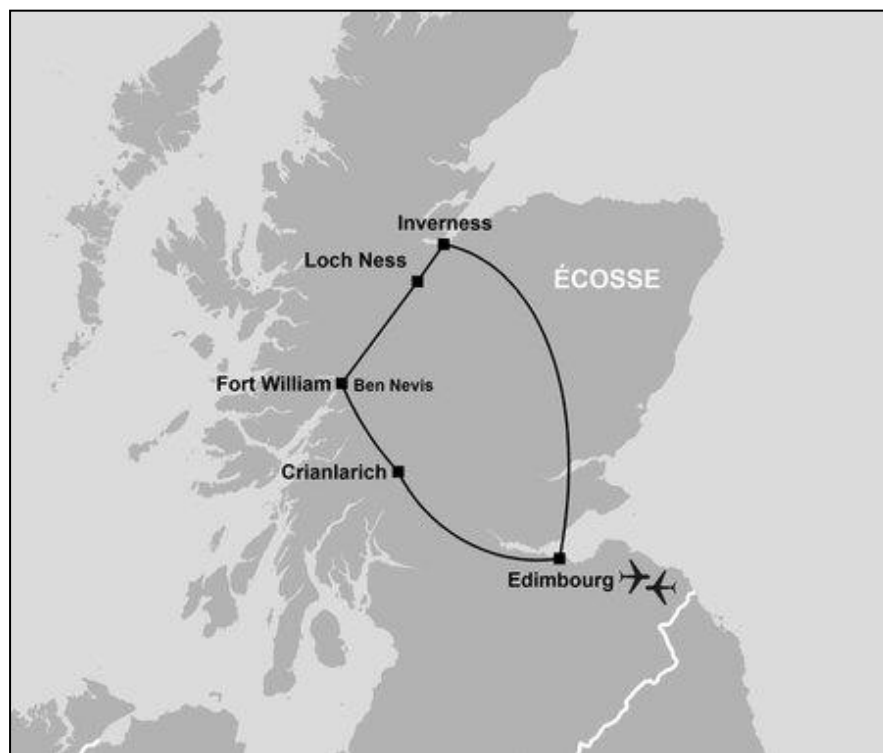 Inverness
Loch Ness
ÉCOSSE
Fort William
Ben Nevis
Crianlarich
Edimbourg